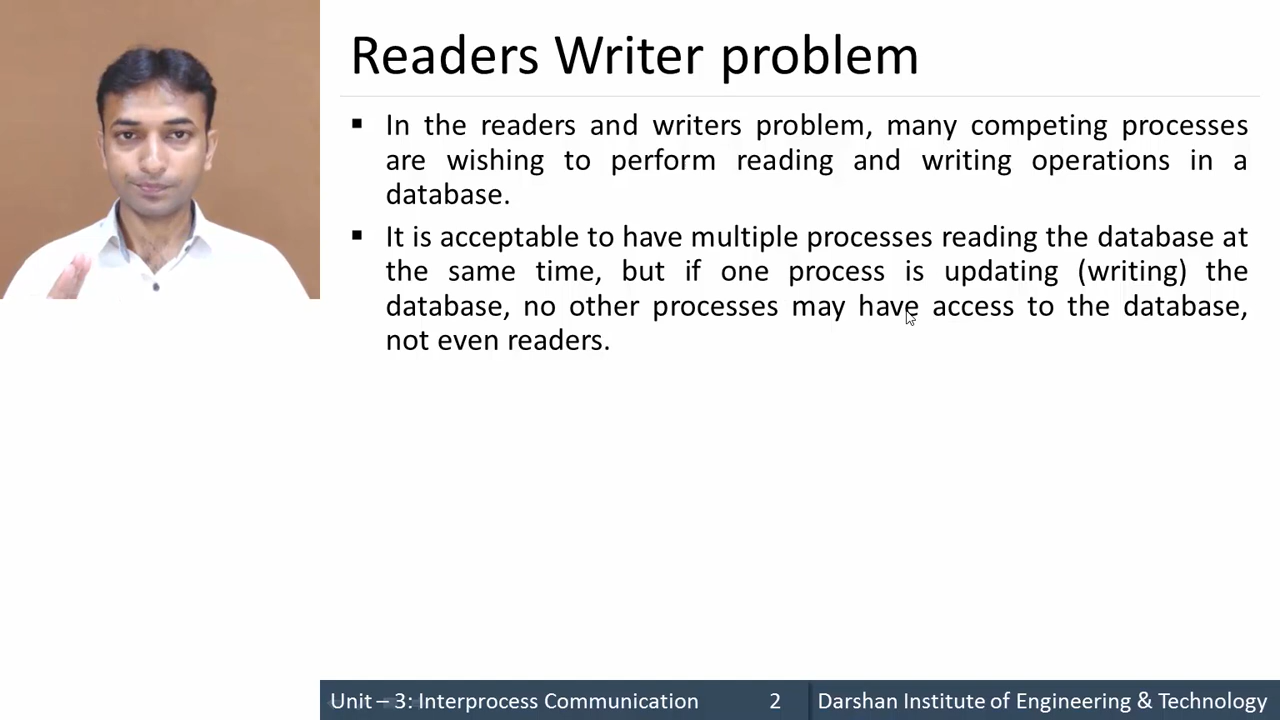 Readers Writer problem
▪ In the readers and writers problem, many competing processes
are wishing to perform reading and writing operations in a
database.
▪ It is acceptable to have multiple processes reading the database at
the same time, but if one process is updating (writing) the
database, no other processes may have access to the database,
not even readers.
Unit – 3: Interprocess Communication 2 Darshan Institute of Engineering & Technology